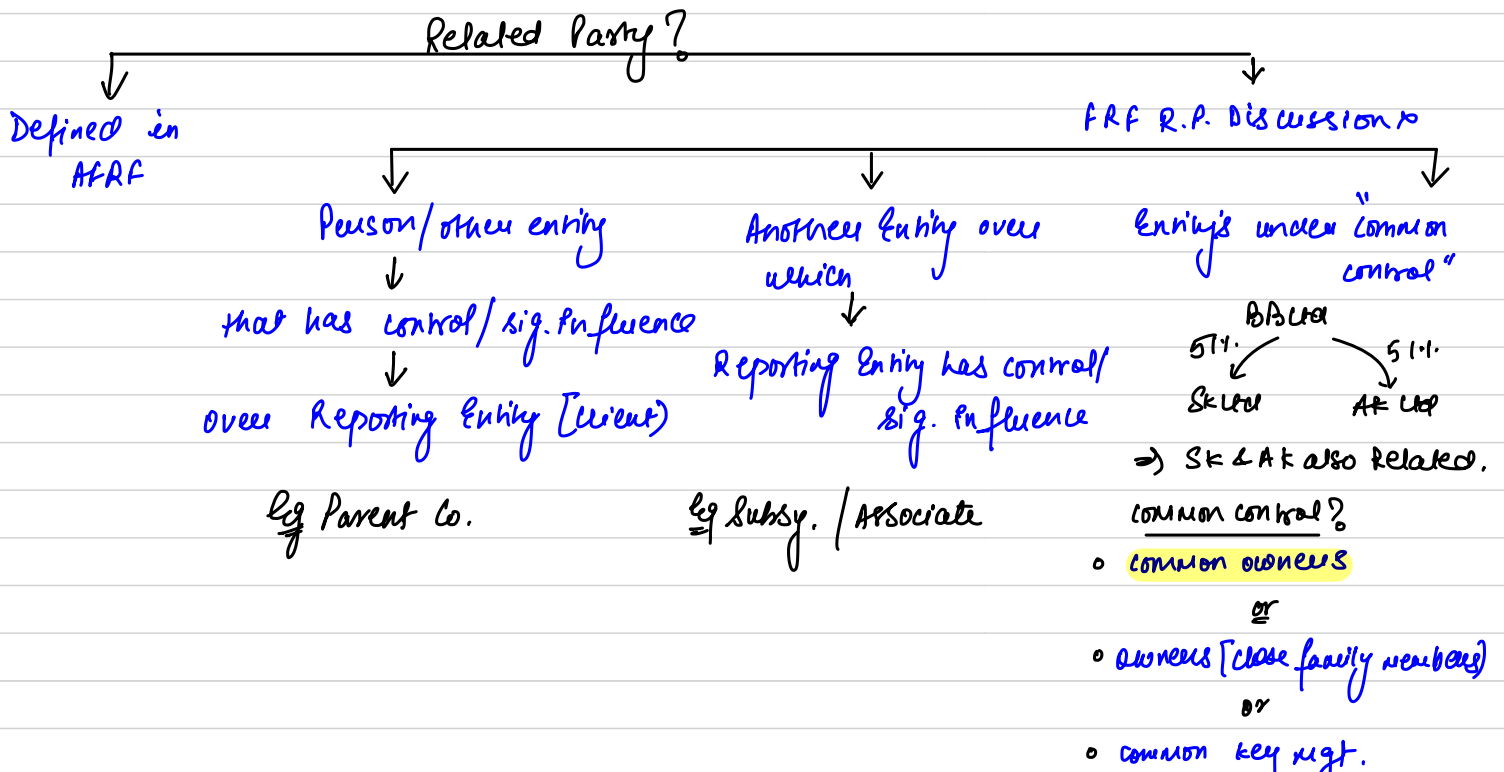 Related Party?
Defined in
AFRF
FRF R.P. Discussion x
Person/other entity
that has control/sig. Influence
over Reporting Entity [Client)
Eg Parent Co.
Another Entity over
which
Reporting Entity has control/
sig. influence
Eg Subsy. / Associate
Entity's under "common
control"
BB Ltd
51%. 51%.
SK Ltd AK Ltd
=> SK & AK also Related.
common control?
• common owners
or
• owners [close family members)
or
• common key mgt.